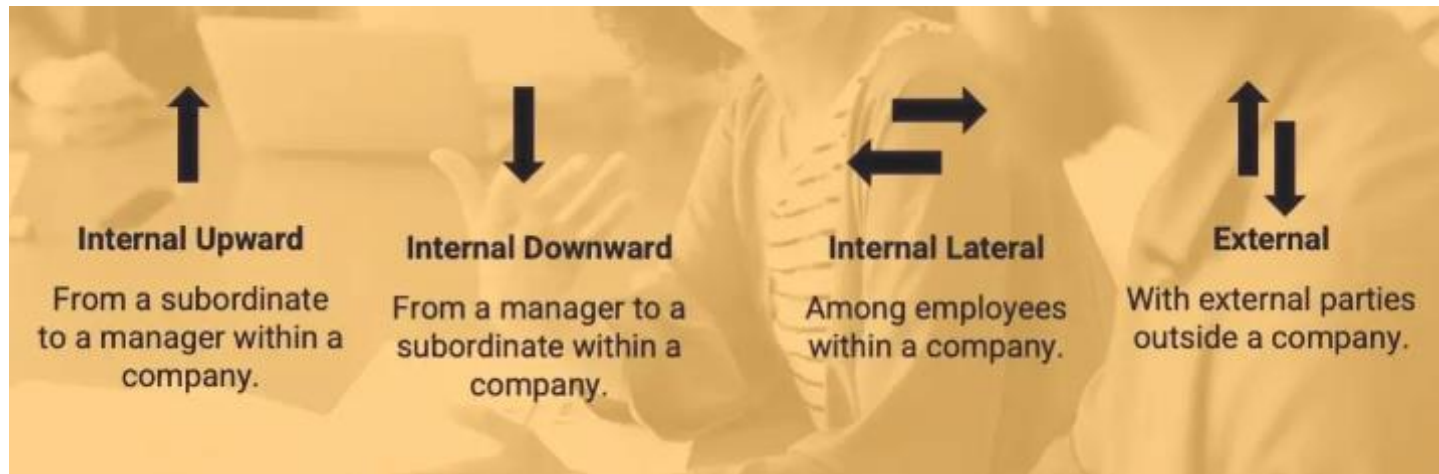 Internal Upward
From a subordinate
to a manager within a
company.
Internal Downward
From a manager to a
subordinate within a
company.
Internal Lateral
Among employees
within a company.
External
With external parties
outside a company.